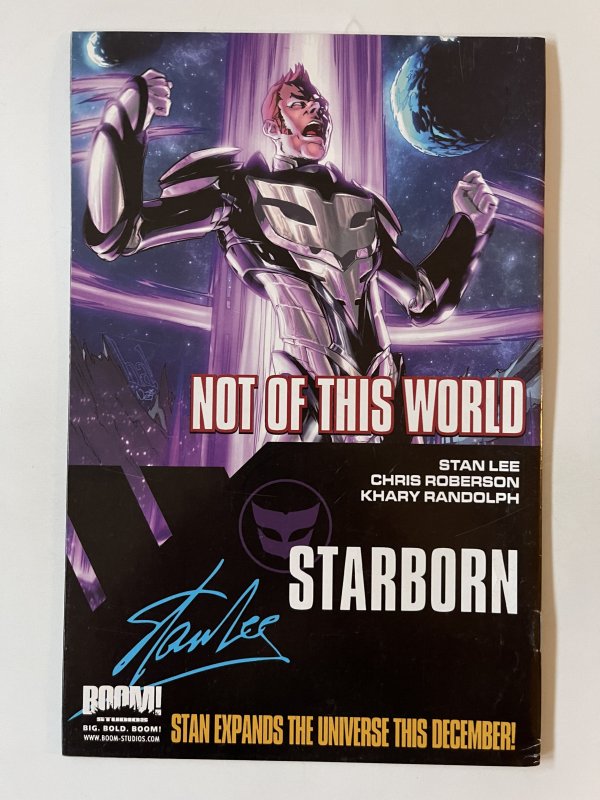 NOT OF THIS WORLD
STAN LEE
CHRIS ROBERSON
KHARY RANDOLPH
STARBORN
Stan Lee
BOOM!
STUDIOS
BIG. BOLD. BOOM!
WWW.BOOM-STUDIOS.COM
STAN EXPANDS THE UNIVERSE THIS DECEMBER!